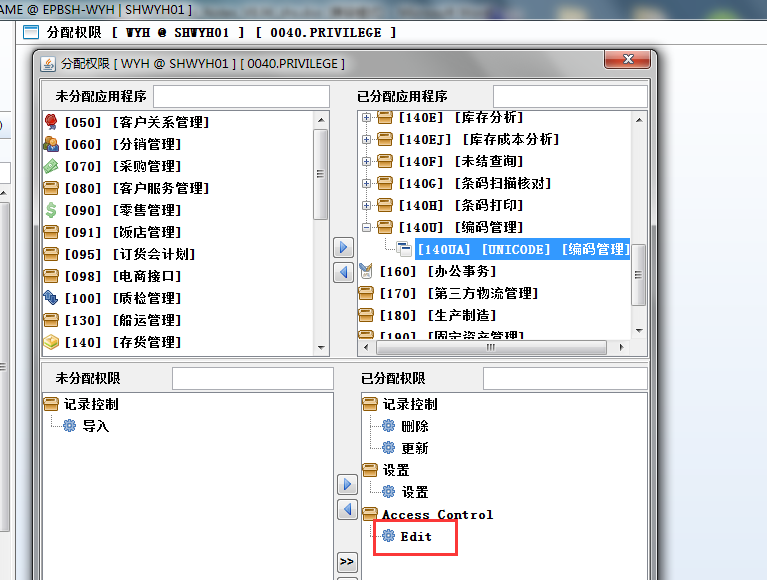 AME @ EPBSH-WYH | SHWYH01 ]
分配权限 [ WYH @ SHWYH01 ] [ 0040.PRIVILEGE ]
分配权限 [ WYH @ SHWYH01 ] [ 0040.PRIVILEGE ]
未分配应用程序
[050] [客户关系管理]
[060] [分销管理]
[070] [采购管理]
[080] [客户服务管理]
[090] [零售管理]
[091] [饭店管理]
[095] [订货会计划]
[098] [电商接口]
[100] [质检管理]
[130] [船运管理]
[140] [存货管理]
已分配应用程序
[140E] [库存分析]
[140EJ] [库存成本分析]
[140F] [未结查询]
[140G] [条码扫描核对]
[140H] [条码打印]
[140U] [编码管理]
[140UA] [UNICODE] [编码管理]
[160] [办公事务]
[170] [第三方物流管理]
[180] [生产制造]
[190] [固定资产管理]
未分配权限
记录控制
导入
已分配权限
记录控制
删除
更新
设置
设置
Access Control
Edit
>>